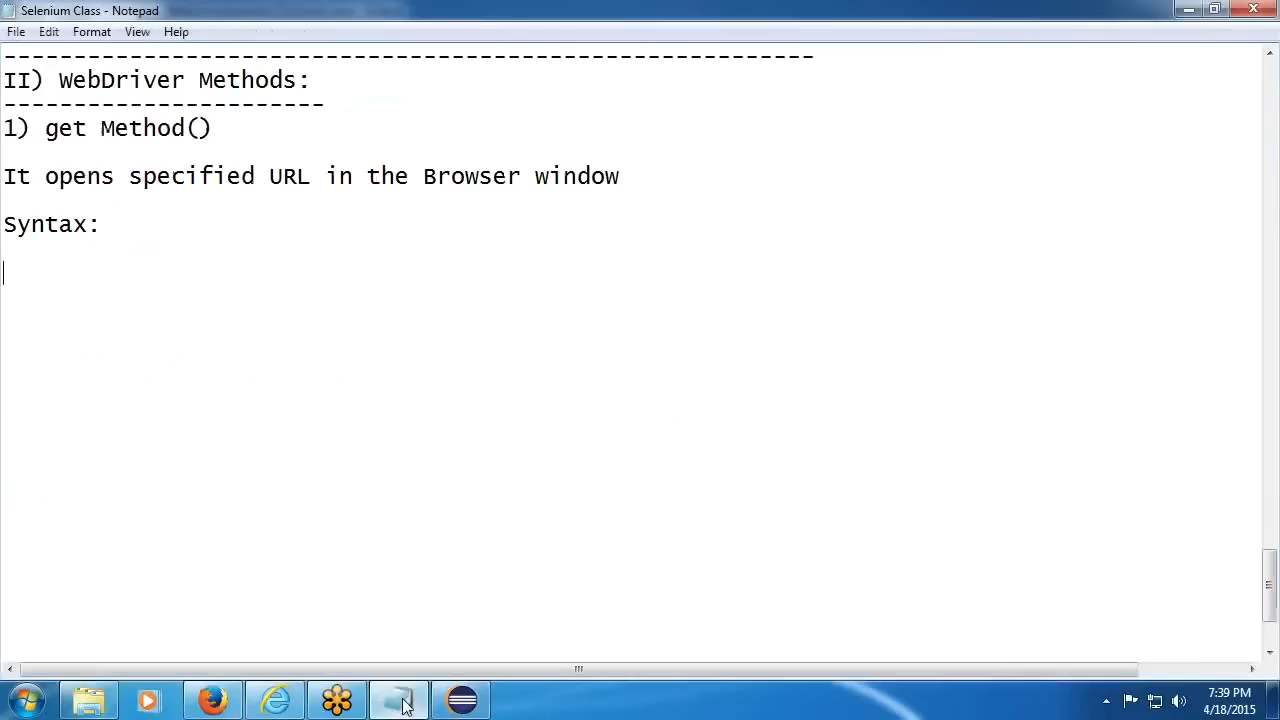 Selenium Class - Notepad
File Edit Format View Help
----------------------------------------------------------
II) WebDriver Methods:
-----------------------
1) get Method()
It opens specified URL in the Browser window
Syntax:
7:39 PM
4/18/2015